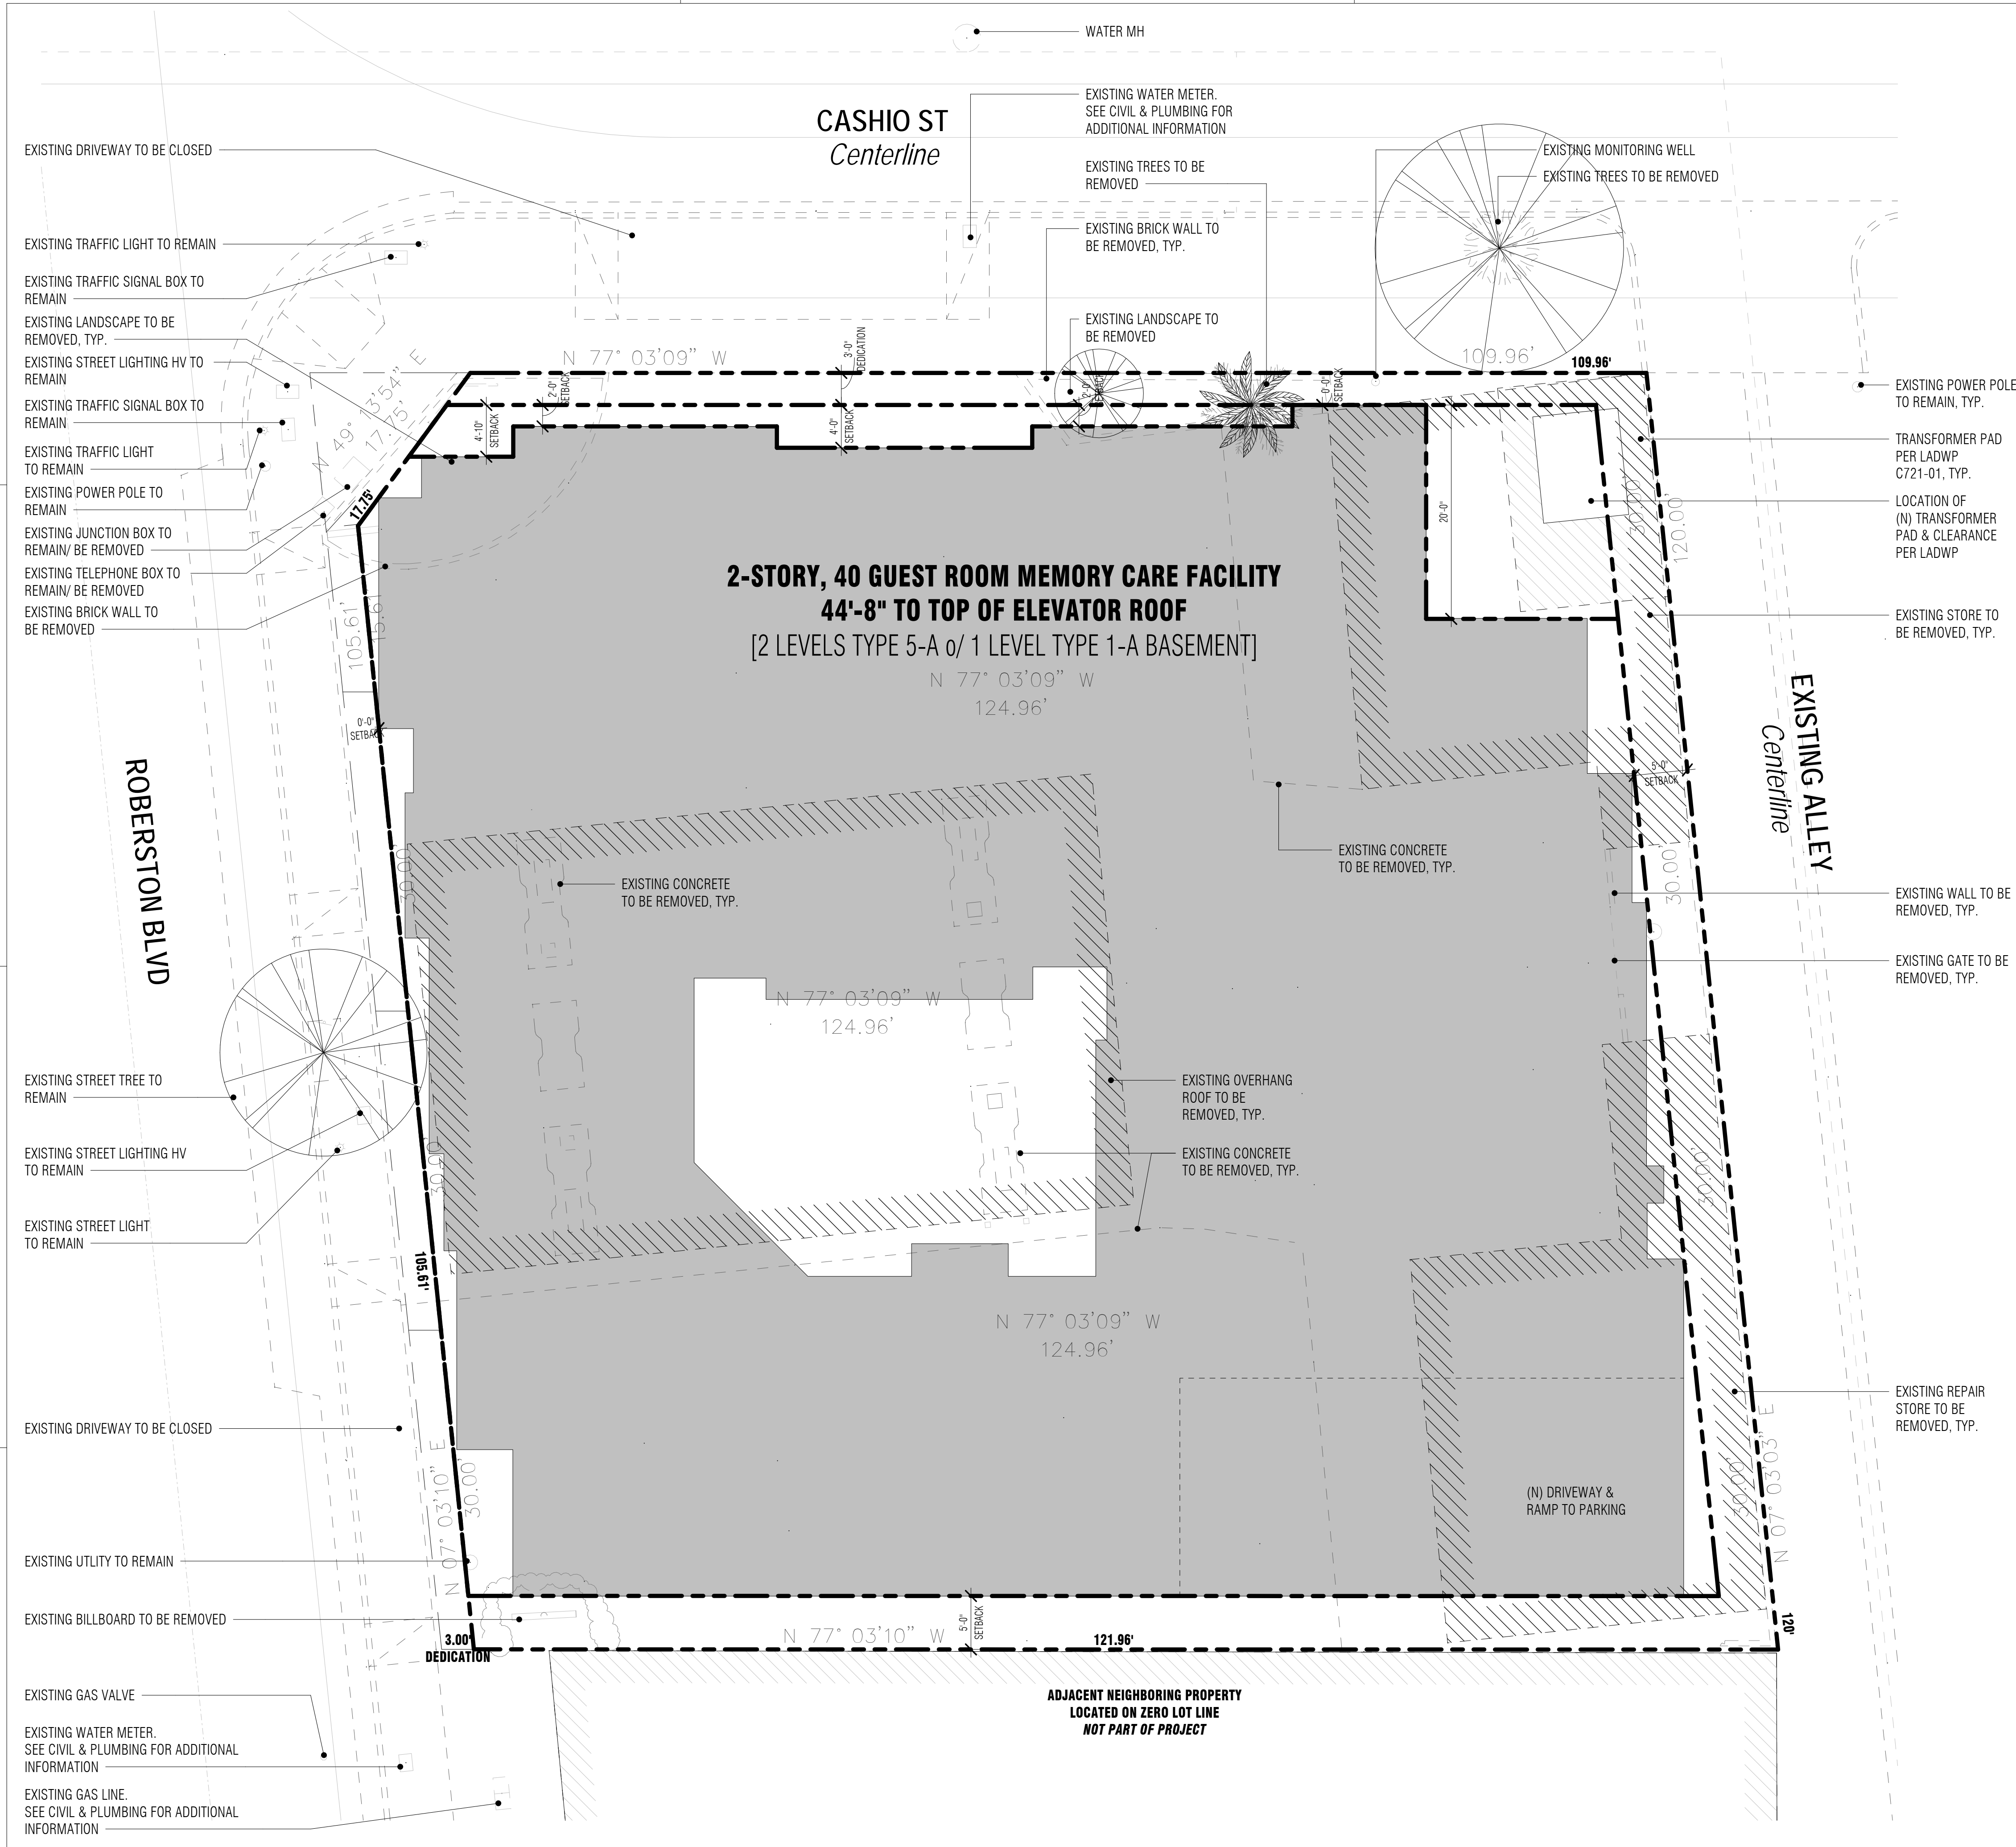 WATER MH
CASHIO ST
Centerline
EXISTING WATER METER.
SEE CIVIL & PLUMBING FOR
ADDITIONAL INFORMATION
EXISTING TREES TO BE
REMOVED
EXISTING BRICK WALL TO
BE REMOVED, TYP.
EXISTING LANDSCAPE TO
BE REMOVED
EXISTING MONITORING WELL
EXISTING TREES TO BE REMOVED
EXISTING DRIVEWAY TO BE CLOSED
EXISTING TRAFFIC LIGHT TO REMAIN
EXISTING TRAFFIC SIGNAL BOX TO
REMAIN
EXISTING LANDSCAPE TO BE
REMOVED, TYP.
EXISTING STREET LIGHTING HV TO
REMAIN
EXISTING TRAFFIC SIGNAL BOX TO
REMAIN
EXISTING TRAFFIC LIGHT
TO REMAIN
EXISTING POWER POLE TO
REMAIN
EXISTING JUNCTION BOX TO
REMAIN/ BE REMOVED
EXISTING TELEPHONE BOX TO
REMAIN/ BE REMOVED
EXISTING BRICK WALL TO
BE REMOVED
N 77° 03'09" W
3'-0"
DEDICATION
109.96'
109.96'
N 49° 13'54" E
17.75'
17.75'
4'-10"
SETBACK
2'-0"
SETBACK
4'-0"
SETBACK
2'-0"
SETBACK
0'-0"
SETBACK
20'-0"
30.00'
120.00'
EXISTING POWER POLE
TO REMAIN, TYP.
TRANSFORMER PAD
PER LADWP
C721-01, TYP.
LOCATION OF
(N) TRANSFORMER
PAD & CLEARANCE
PER LADWP
EXISTING STORE TO
BE REMOVED, TYP.
2-STORY, 40 GUEST ROOM MEMORY CARE FACILITY
44'-8" TO TOP OF ELEVATOR ROOF
[2 LEVELS TYPE 5-A o/ 1 LEVEL TYPE 1-A BASEMENT]
N 77° 03'09" W
124.96'
105.61'
15.61'
0'-0"
SETBACK
5'-0"
SETBACK
ROBERSTON BLVD
EXISTING ALLEY
Centerline
EXISTING CONCRETE
TO BE REMOVED, TYP.
EXISTING CONCRETE
TO BE REMOVED, TYP.
30.00'
30.00'
EXISTING WALL TO BE
REMOVED, TYP.
EXISTING GATE TO BE
REMOVED, TYP.
N 77° 03'09" W
124.96'
EXISTING OVERHANG
ROOF TO BE
REMOVED, TYP.
EXISTING CONCRETE
TO BE REMOVED, TYP.
EXISTING STREET TREE TO
REMAIN
EXISTING STREET LIGHTING HV
TO REMAIN
EXISTING STREET LIGHT
TO REMAIN
30.00'
30.00'
105.61'
N 77° 03'09" W
124.96'
EXISTING REPAIR
STORE TO BE
REMOVED, TYP.
EXISTING DRIVEWAY TO BE CLOSED
N 07° 03'10" E
30.00'
(N) DRIVEWAY &
RAMP TO PARKING
30.00'
N 07° 03'03" E
EXISTING UTLITY TO REMAIN
EXISTING BILLBOARD TO BE REMOVED
3.00'
DEDICATION
N 77° 03'10" W
5'-0"
SETBACK
121.96'
120'
ADJACENT NEIGHBORING PROPERTY
LOCATED ON ZERO LOT LINE
NOT PART OF PROJECT
EXISTING GAS VALVE
EXISTING WATER METER.
SEE CIVIL & PLUMBING FOR ADDITIONAL
INFORMATION
EXISTING GAS LINE.
SEE CIVIL & PLUMBING FOR ADDITIONAL
INFORMATION